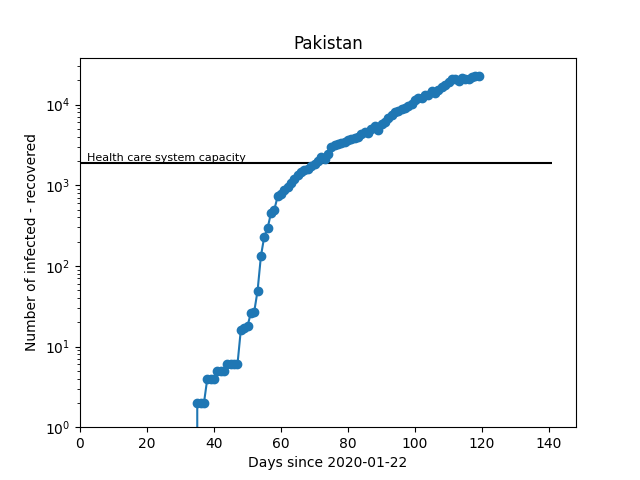 Pakistan
Number of infected - recovered
10^4
10^3
10^2
10^1
10^0
Health care system capacity
0 20 40 60 80 100 120 140
Days since 2020-01-22